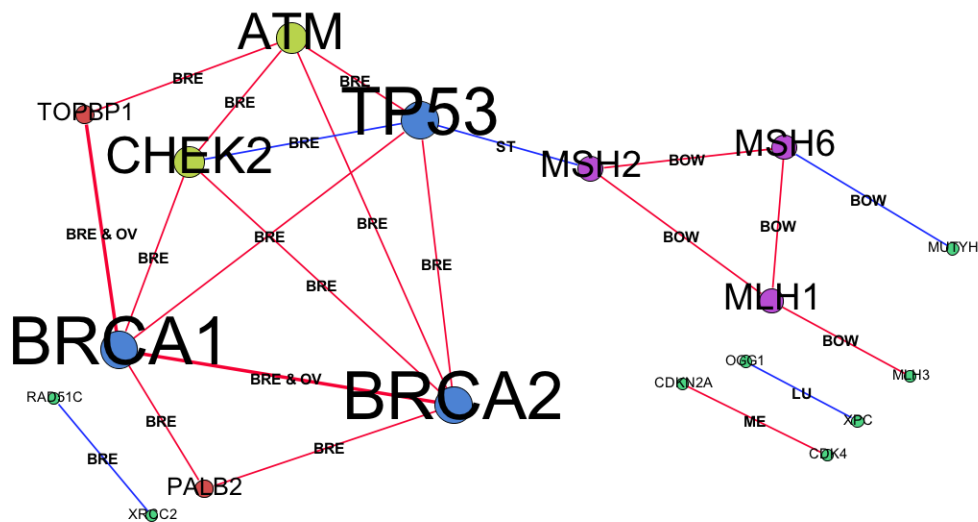 ATM
BRE
BRE
BRE
TOPBP1
TP53
CHEK2
BRE
ST
MSH2
BOW
MSH6
BOW
MUTYH
BRE & OV
BRE
BRE
BRE
BRE
BRE
BOW
BOW
MLH1
BRCA1
BRE & OV
BRCA2
BOW
MLH3
OGG1
LU
XPC
CDKN2A
ME
CDK4
RAD51C
BRE
XRCC2
BRE
BRE
PALB2